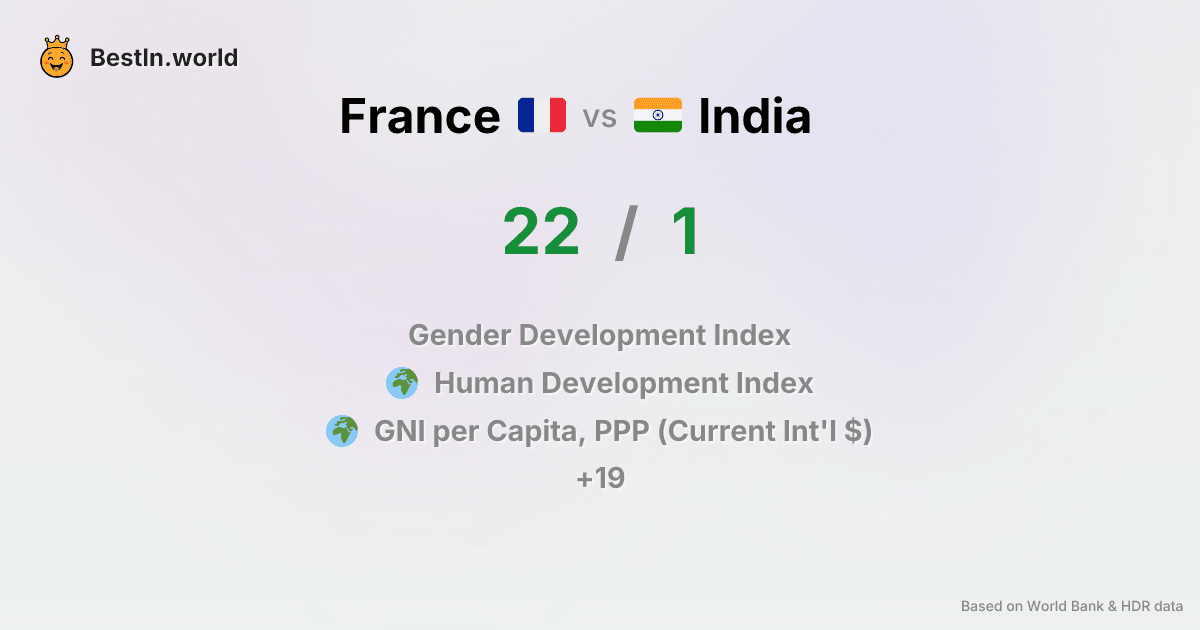 BestIn.world
France vs India
22 / 1
Gender Development Index
Human Development Index
GNI per Capita, PPP (Current Int'l $)
+19
Based on World Bank & HDR data